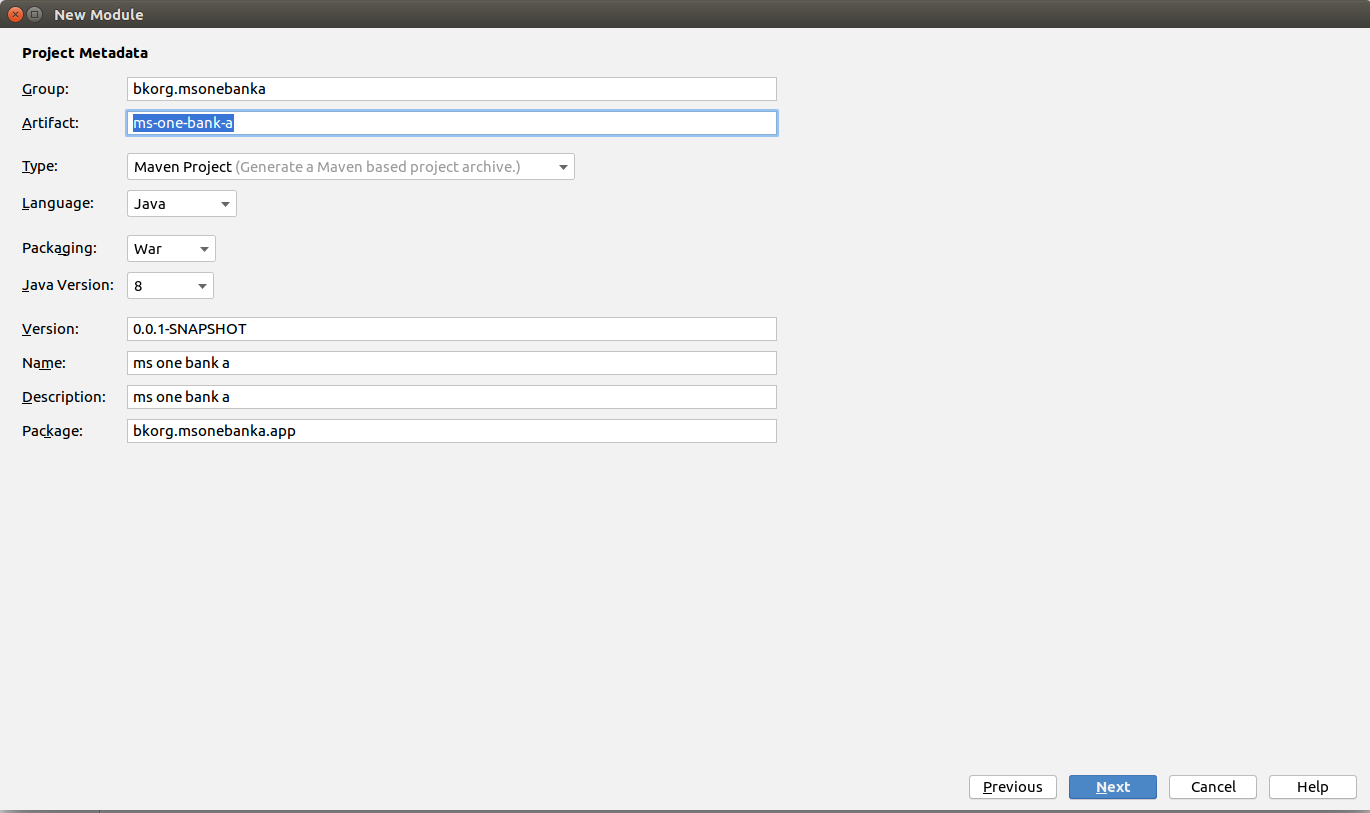 New Module
Project Metadata
Group: bkorg.msonebanka
Artifact: ms-one-bank-a
Type: Maven Project (Generate a Maven based project archive.)
Language: Java
Packaging: War
Java Version: 8
Version: 0.0.1-SNAPSHOT
Name: ms one bank a
Description: ms one bank a
Package: bkorg.msonebanka.app
Previous Next Cancel Help